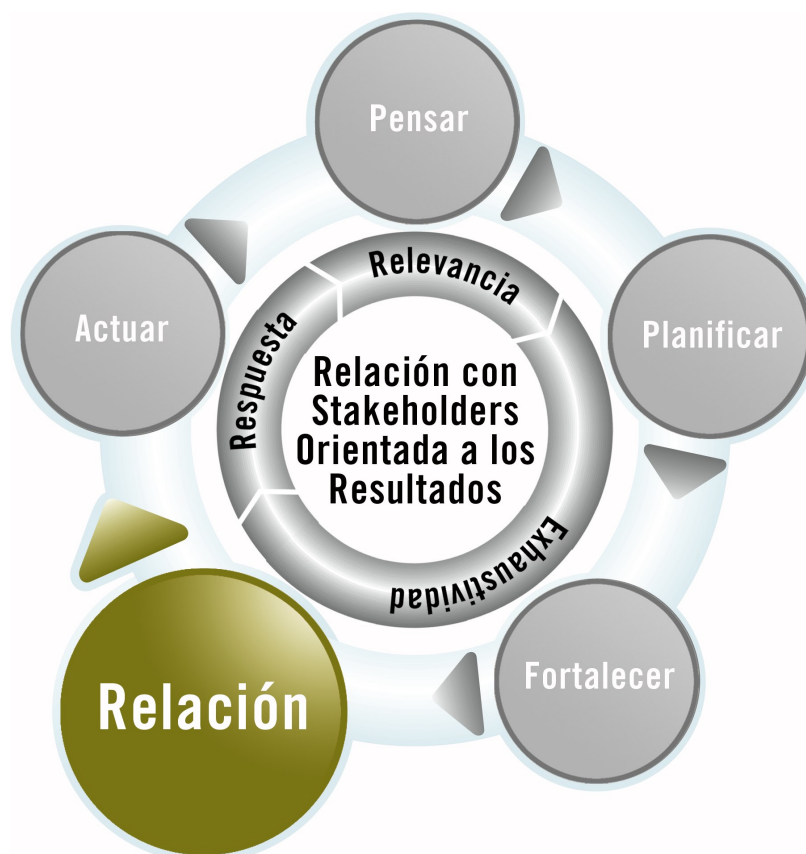 Pensar
Planificar
Fortalecer
Relación
Actuar
Relevancia
Exhaustividad
Respuesta
Relación con
Stakeholders
Orientada a los
Resultados